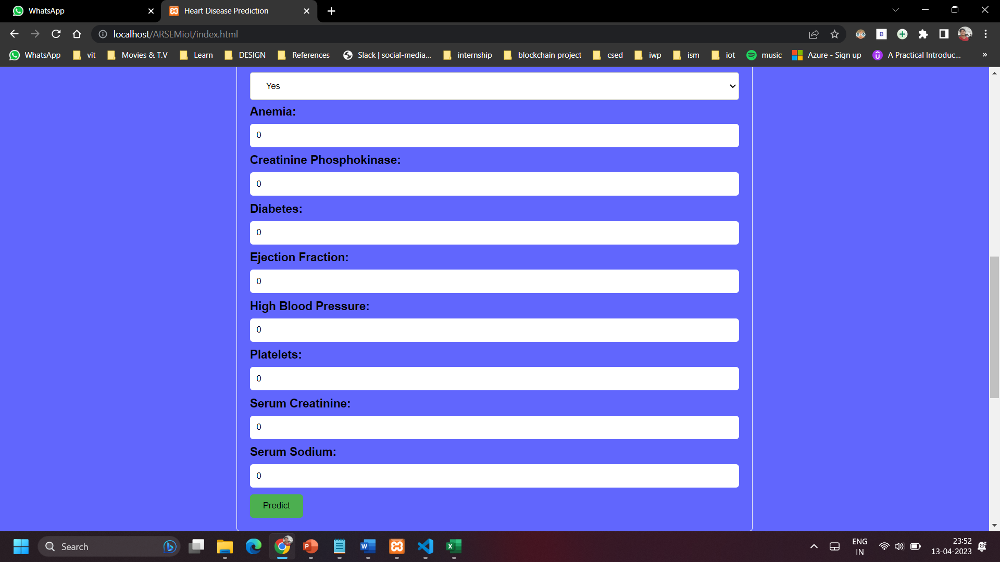 WhatsApp
Heart Disease Prediction
localhost/ARSEMiot/index.html
B
WhatsApp vit Movies & T.V Learn DESIGN References Slack | social-media... internship blockchain project csed iwp ism iot music Azure - Sign up A Practical Introduc... »
Yes
Anemia:
0
Creatinine Phosphokinase:
0
Diabetes:
0
Ejection Fraction:
0
High Blood Pressure:
0
Platelets:
0
Serum Creatinine:
0
Serum Sodium:
0
Predict
Search
ENG
IN
23:52
13-04-2023